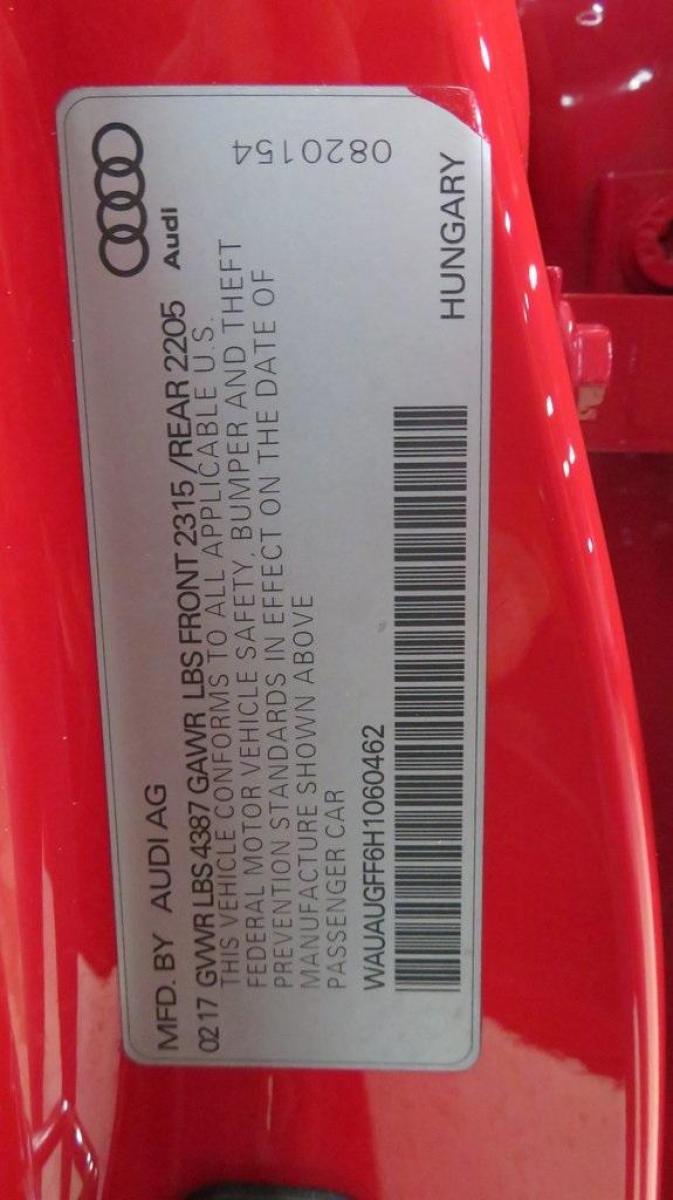 MFD. BY AUDI AG
Audi
0217 GVWR LBS4387 GAWR LBS FRONT 2315 /REAR 2205
THIS VEHICLE CONFORMS TO ALL APPLICABLE U.S.
FEDERAL MOTOR VEHICLE SAFETY, BUMPER AND THEFT
PREVENTION STANDARDS IN EFFECT ON THE DATE OF
MANUFACTURE SHOWN ABOVE
PASSENGER CAR
0820154
WAUAUGFF6H1060462
HUNGARY